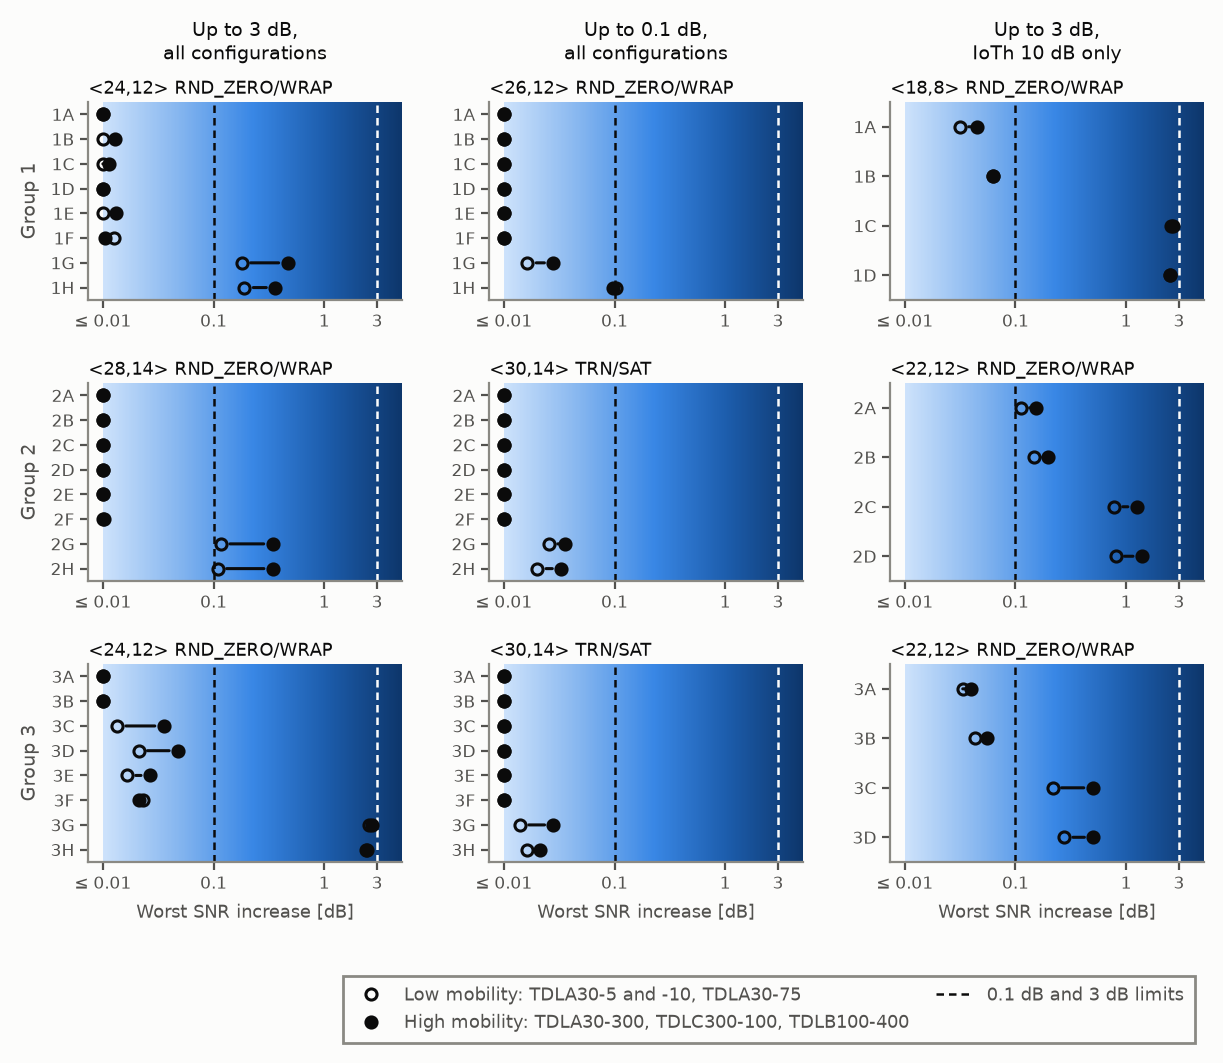 Up to 3 dB,
all configurations
Up to 0.1 dB,
all configurations
Up to 3 dB,
IoTh 10 dB only
<24,12> RND_ZERO/WRAP
<26,12> RND_ZERO/WRAP
<18,8> RND_ZERO/WRAP
Group 1
1A
1B
1C
1D
1E
1F
1G
1H
≤ 0.01 0.1 1 3
1A
1B
1C
1D
1E
1F
1G
1H
≤ 0.01 0.1 1 3
1A
1B
1C
1D
≤ 0.01 0.1 1 3
<28,14> RND_ZERO/WRAP
<30,14> TRN/SAT
<22,12> RND_ZERO/WRAP
Group 2
2A
2B
2C
2D
2E
2F
2G
2H
≤ 0.01 0.1 1 3
2A
2B
2C
2D
2E
2F
2G
2H
≤ 0.01 0.1 1 3
2A
2B
2C
2D
≤ 0.01 0.1 1 3
<24,12> RND_ZERO/WRAP
<30,14> TRN/SAT
<22,12> RND_ZERO/WRAP
Group 3
3A
3B
3C
3D
3E
3F
3G
3H
≤ 0.01 0.1 1 3
Worst SNR increase [dB]
3A
3B
3C
3D
3E
3F
3G
3H
≤ 0.01 0.1 1 3
Worst SNR increase [dB]
3A
3B
3C
3D
≤ 0.01 0.1 1 3
Worst SNR increase [dB]
Low mobility: TDLA30-5 and -10, TDLA30-75
High mobility: TDLA30-300, TDLC300-100, TDLB100-400
0.1 dB and 3 dB limits